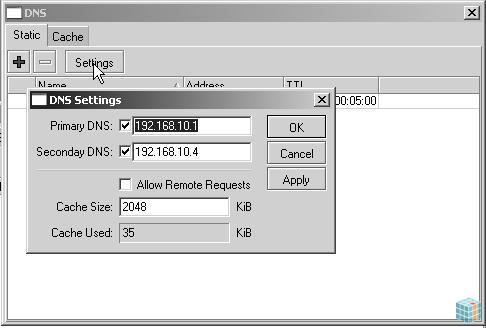 DNS
Static Cache
Settings
Name Address TTL
00:05:00
DNS Settings
Primary DNS: 192.168.10.1 OK
Seconday DNS: 192.168.10.4 Cancel
Allow Remote Requests Apply
Cache Size: 2048 KiB
Cache Used: 35 KiB